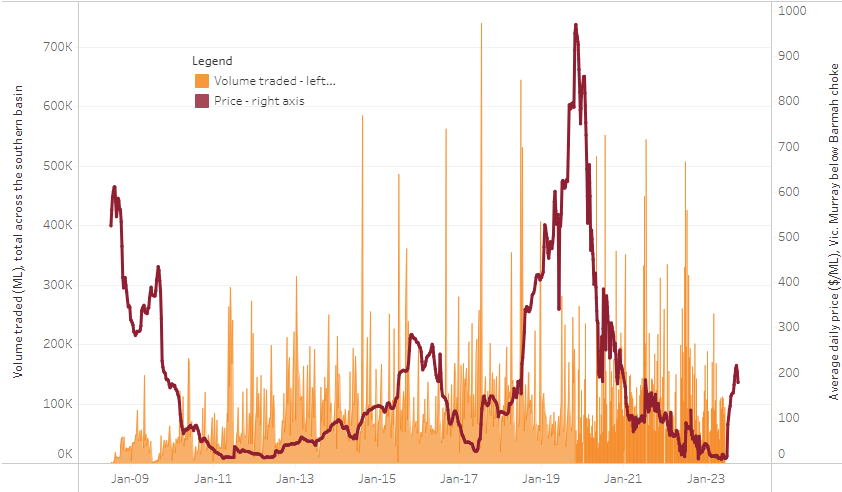 Volume traded (ML), total across the southern basin
700K
600K
500K
400K
300K
200K
100K
0K
Legend
Volume traded - left...
Price - right axis
1000
900
800
700
600
500
400
300
200
100
0
Average daily price ($/ML), Vic. Murray below Barmah choke
Jan-09
Jan-11
Jan-13
Jan-15
Jan-17
Jan-19
Jan-21
Jan-23